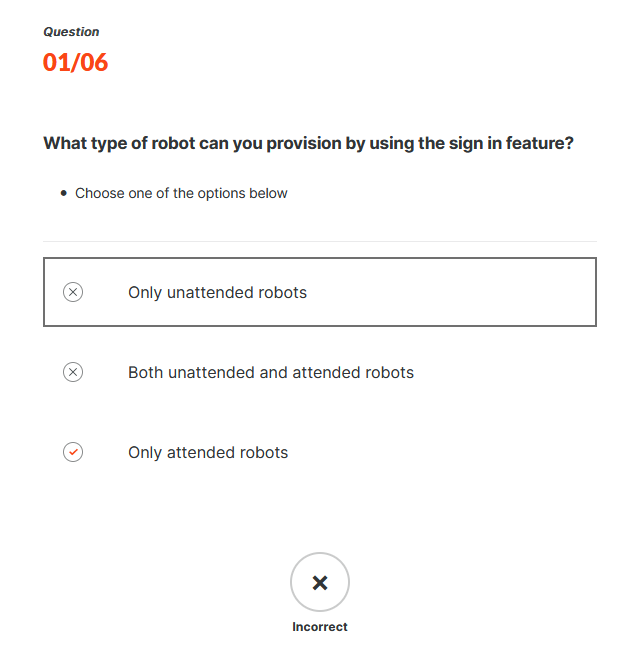 Question
01/06
What type of robot can you provision by using the sign in feature?
Choose one of the options below
Only unattended robots
Both unattended and attended robots
Only attended robots
Incorrect